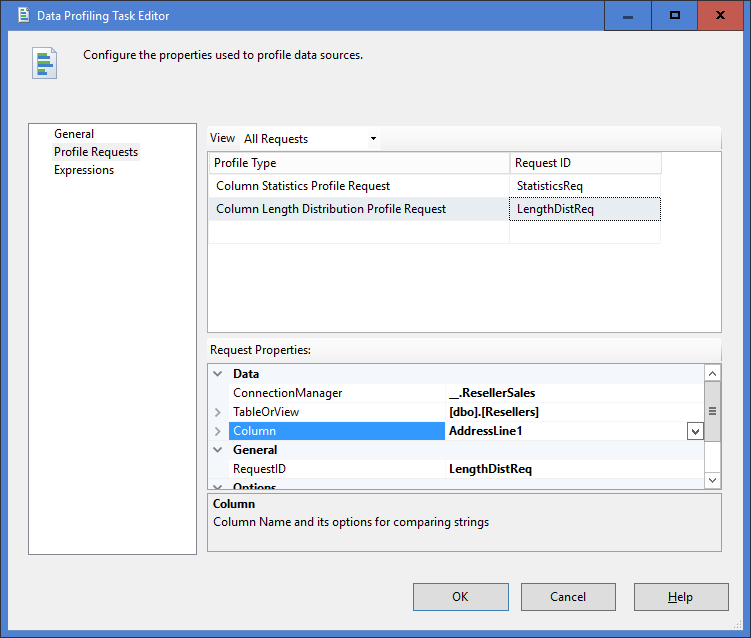 Data Profiling Task Editor
Configure the properties used to profile data sources.
General
Profile Requests
Expressions
View All Requests
Profile Type Request ID
Column Statistics Profile Request StatisticsReq
Column Length Distribution Profile Request LengthDistReq
Request Properties:
Data
ConnectionManager __.ResellerSales
TableOrView [dbo].[Resellers]
Column AddressLine1
General
RequestID LengthDistReq
Options
Column
Column Name and its options for comparing strings
OK Cancel Help